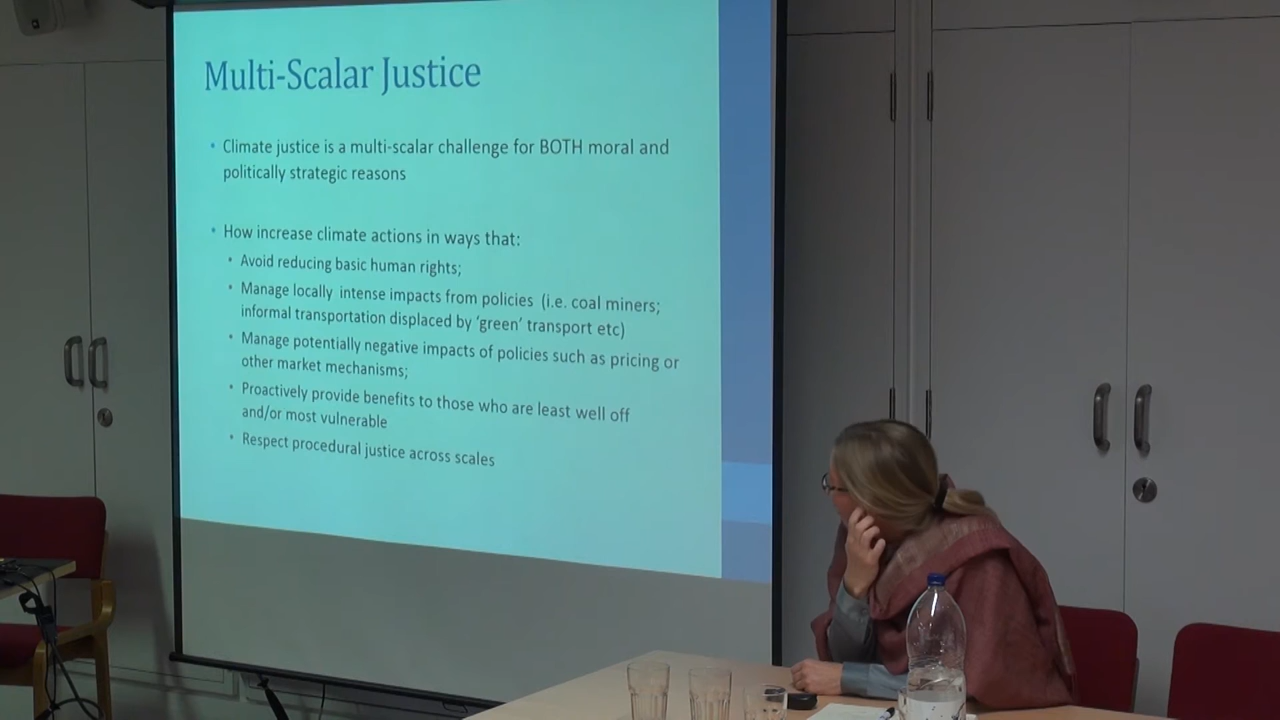 Multi-Scalar Justice
• Climate justice is a multi-scalar challenge for BOTH moral and
politically strategic reasons
• How increase climate actions in ways that:
• Avoid reducing basic human rights;
• Manage locally intense impacts from policies (i.e. coal miners;
informal transportation displaced by 'green' transport etc)
• Manage potentially negative impacts of policies such as pricing or
other market mechanisms;
• Proactively provide benefits to those who are least well off
and/or most vulnerable
• Respect procedural justice across scales